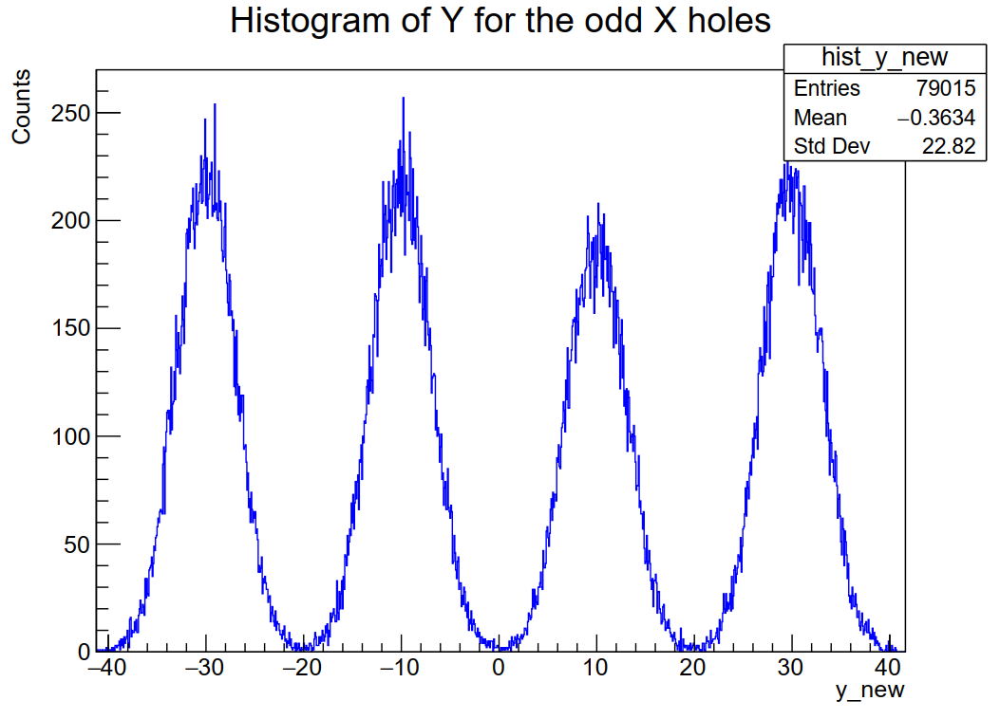 Histogram of Y for the odd X holes
hist_y_new
Entries 79015
Mean −0.3634
Std Dev 22.82
Counts
250
200
150
100
50
0
−40 −30 −20 −10 0 10 20 30 40
y_new